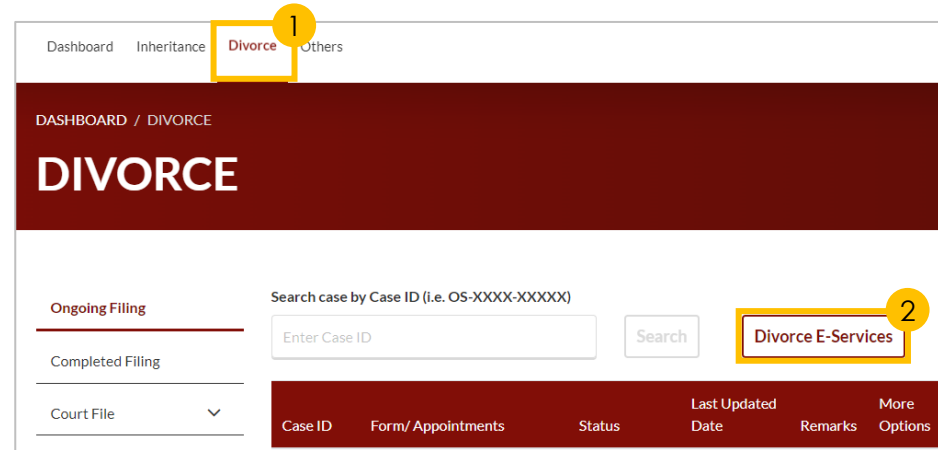 1
Dashboard Inheritance Divorce Others
DASHBOARD / DIVORCE
DIVORCE
Ongoing Filing
Completed Filing
Court File
Search case by Case ID (i.e. OS-XXXX-XXXXX)
Enter Case ID Search Divorce E-Services
2
Case ID Form/ Appointments Status Last Updated Date Remarks More Options